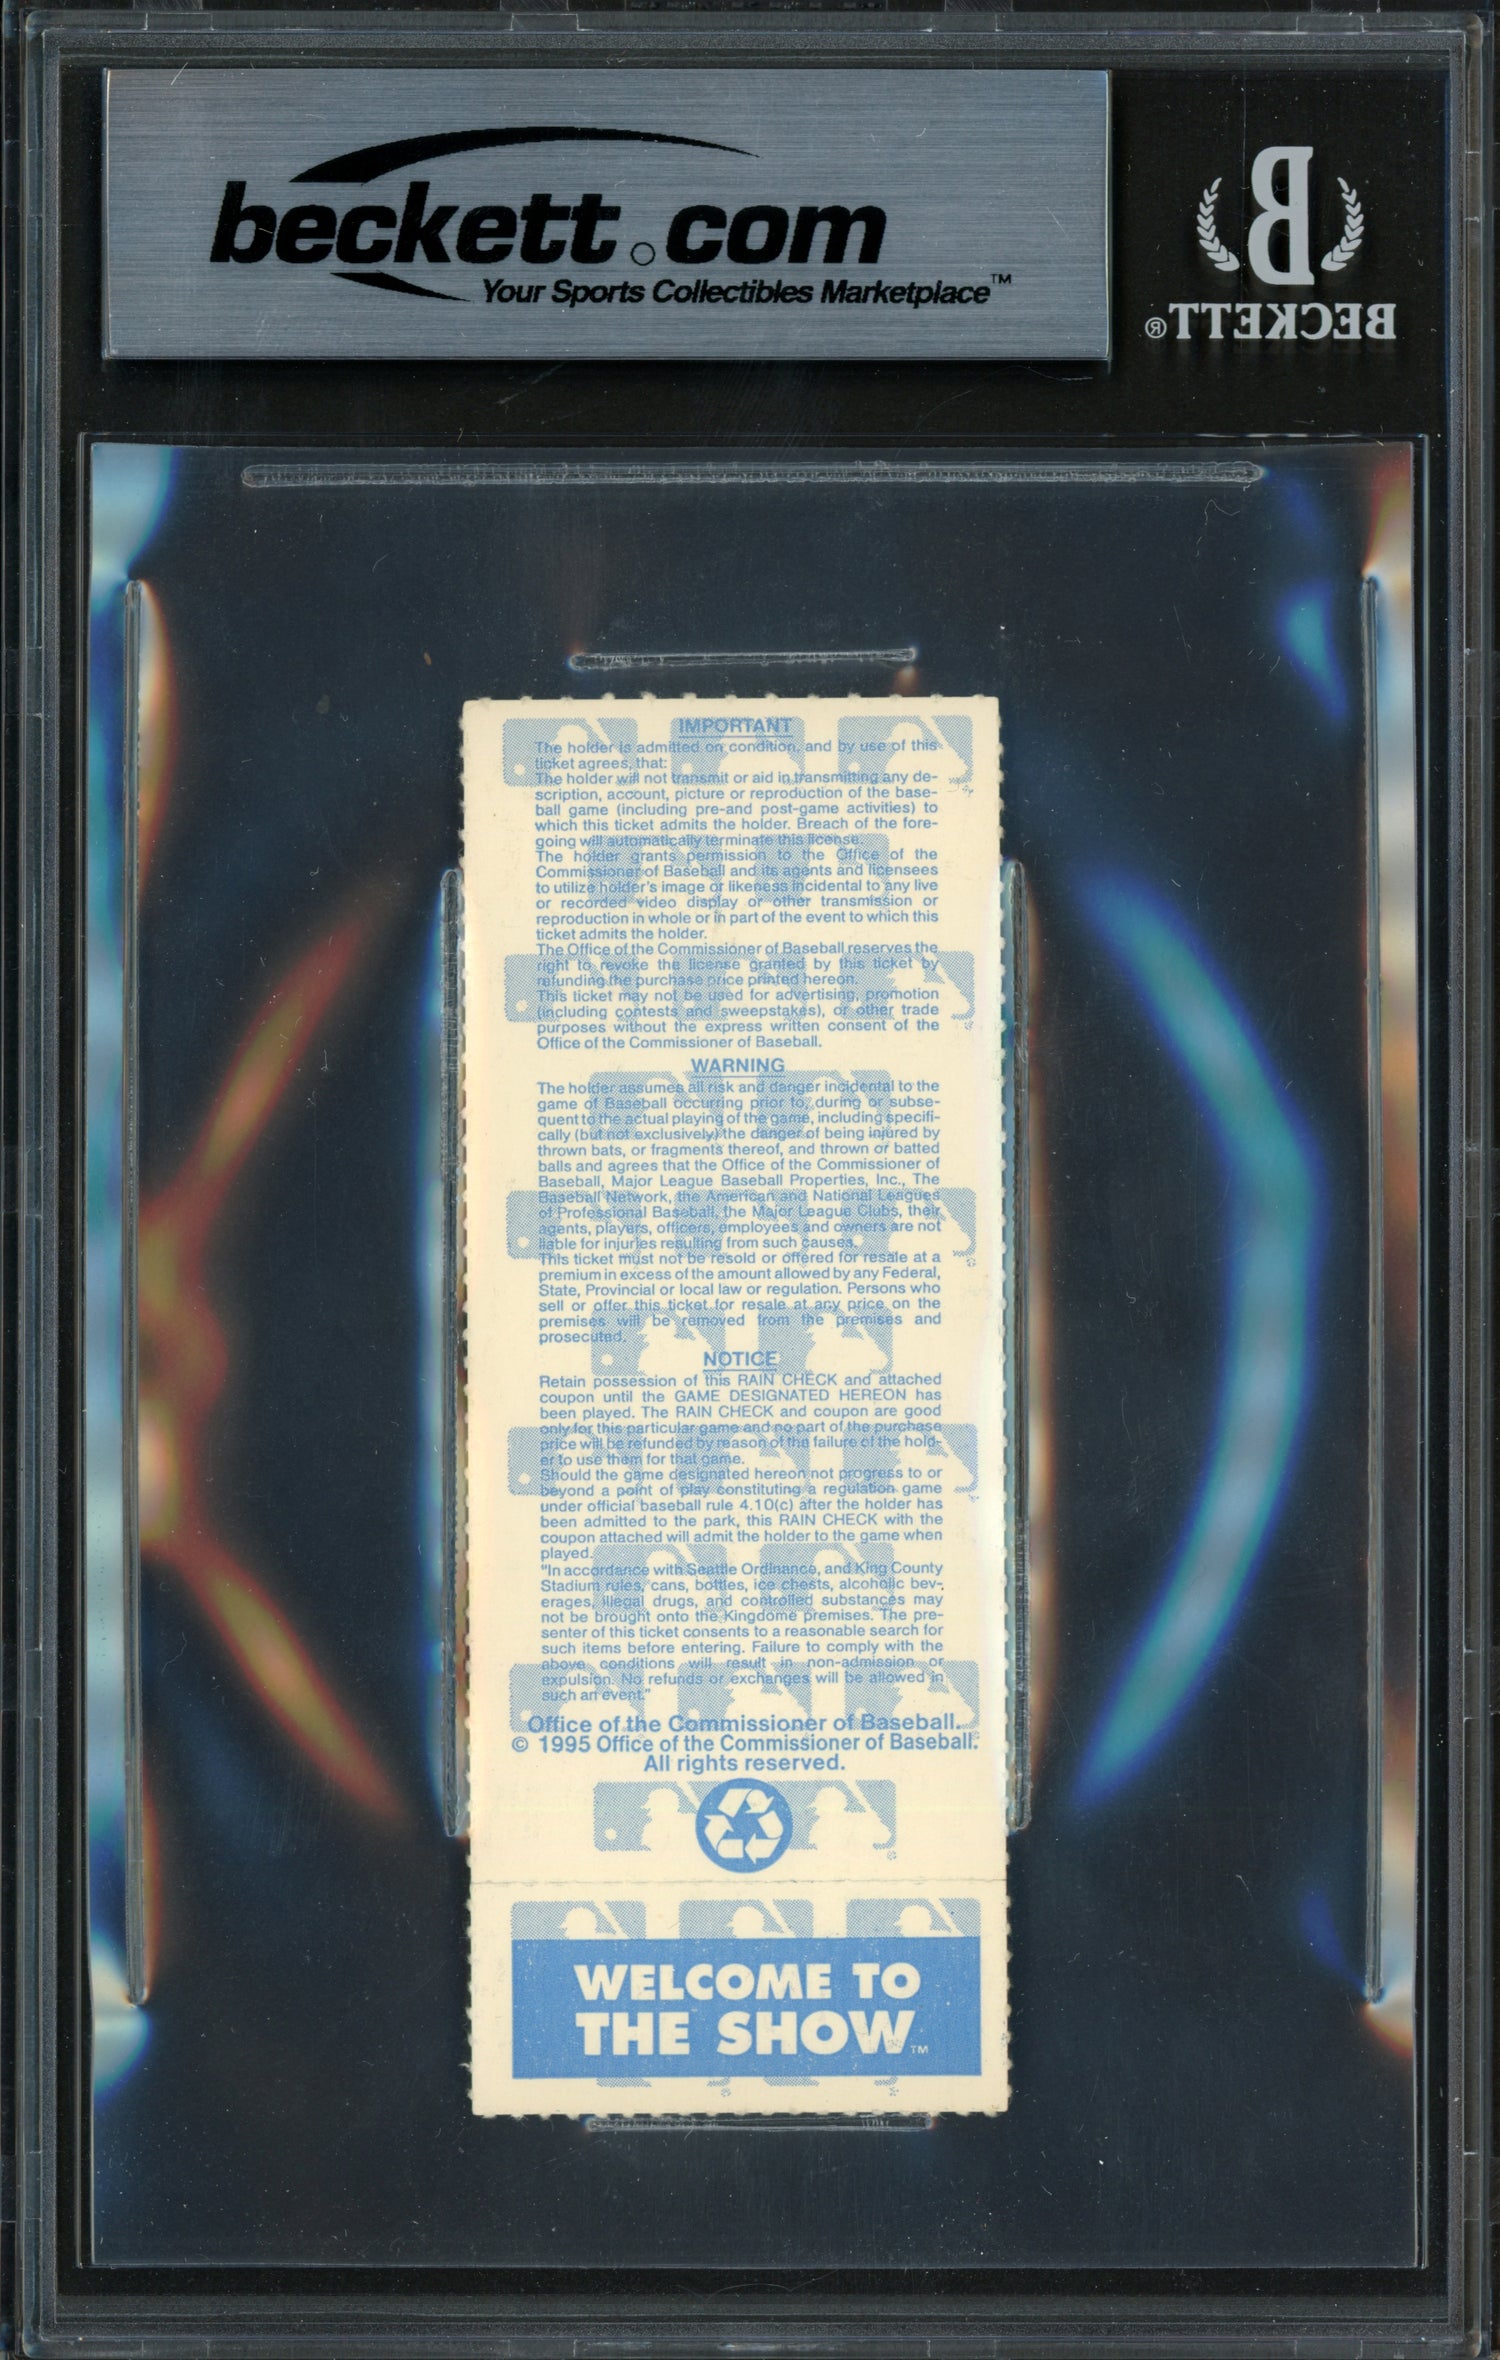 beckett.com
Your Sports Collectibles Marketplace™
B
BECKETT®
IMPORTANT
The holder is admitted on condition, and by use of this
ticket agrees, that:
The holder will not transmit or aid in transmitting any de-
scription, account, picture or reproduction of the base-
ball game (including pre-and post-game activities) to
which this ticket admits the holder. Breach of the fore-
going will automatically terminate this license.
The holder grants permission to the Office of the
Commissioner of Baseball and its agents and licensees
to utilize holder's image or likeness incidental to any live
or recorded video display or other transmission or
reproduction in whole or in part of the event to which this
ticket admits the holder.
The Office of the Commissioner of Baseball reserves the
right to revoke the license granted by this ticket by
refunding the purchase price printed hereon.
This ticket may not be used for advertising, promotion
(including contests and sweepstakes), or other trade
purposes without the express written consent of the
Office of the Commissioner of Baseball.
WARNING
The holder assumes all risk and danger incidental to the
game of Baseball occurring prior to, during or subse-
quent to the actual playing of the game, including specifi-
cally (but not exclusively) the danger of being injured by
thrown bats, or fragments thereof, and thrown or batted
balls and agrees that the Office of the Commissioner of
Baseball, Major League Baseball Properties, Inc., The
Baseball Network, the American and National Leagues
of Professional Baseball, the Major League Clubs, their
agents, players, officers, employees and owners are not
liable for injuries resulting from such causes.
This ticket must not be resold or offered for resale at a
premium in excess of the amount allowed by any Federal,
State, Provincial or local law or regulation. Persons who
sell or offer this ticket for resale at any price on the
premises will be removed from the premises and
prosecuted.
NOTICE
Retain possession of this RAIN CHECK and attached
coupon until the GAME DESIGNATED HEREON has
been played. The RAIN CHECK and coupon are good
only for this particular game and no part of the purchase
price will be refunded by reason of the failure of the hold-
er to use them for that game.
Should the game designated hereon not progress to or
beyond a point of play constituting a regulation game
under official baseball rule 4.10(c) after the holder has
been admitted to the park, this RAIN CHECK with the
coupon attached will admit the holder to the game when
played.
"In accordance with Seattle Ordinance, and King County
Stadium rules, cans, bottles, ice chests, alcoholic bev-
erages, illegal drugs, and controlled substances may
not be brought onto the Kingdome premises. The pre-
senter of this ticket consents to a reasonable search for
such items before entering. Failure to comply with the
above conditions will result in non-admission or
expulsion. No refunds or exchanges will be allowed in
such an event."
Office of the Commissioner of Baseball.
© 1995 Office of the Commissioner of Baseball.
All rights reserved.
WELCOME TO
THE SHOW™